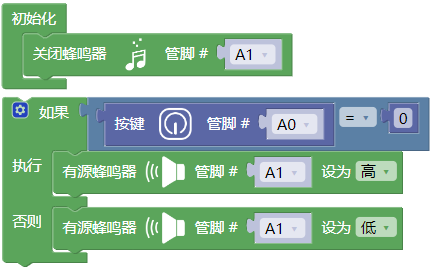 初始化
关闭蜂鸣器 管脚 # A1
如果 按键 管脚 # A0 = 0
执行 有源蜂鸣器 管脚 # A1 设为 高
否则 有源蜂鸣器 管脚 # A1 设为 低